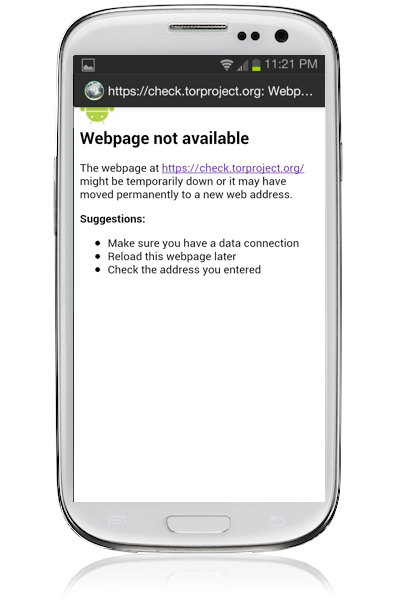 11:21 PM
https://check.torproject.org: Webp...
Webpage not available
The webpage at https://check.torproject.org/
might be temporarily down or it may have
moved permanently to a new web address.
Suggestions:
Make sure you have a data connection
Reload this webpage later
Check the address you entered